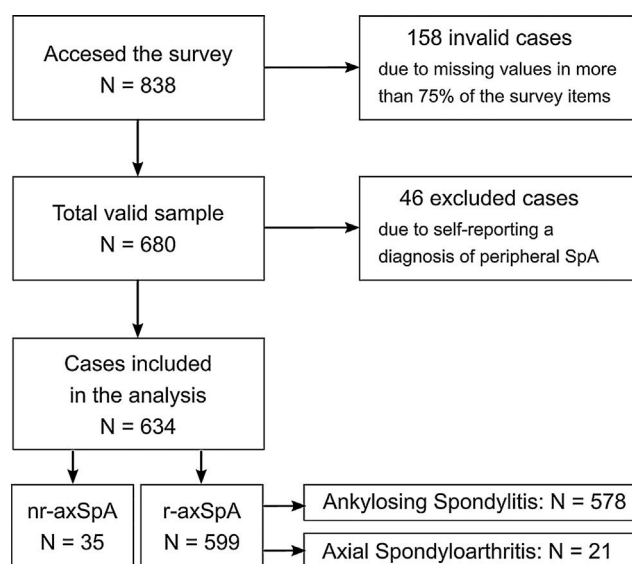 Accesed the survey
N = 838
158 invalid cases
due to missing values in more
than 75% of the survey items
Total valid sample
N = 680
46 excluded cases
due to self-reporting a
diagnosis of peripheral SpA
Cases included
in the analysis
N = 634
nr-axSpA
N = 35
r-axSpA
N = 599
Ankylosing Spondylitis: N = 578
Axial Spondyloarthritis: N = 21